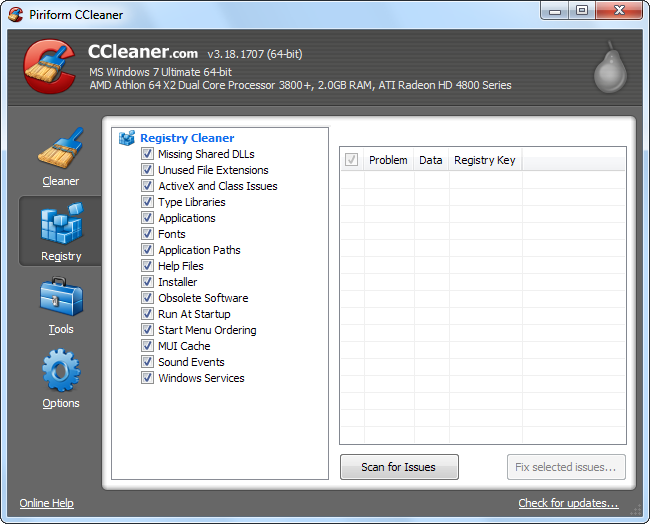 Piriform CCleaner
CCleaner.com v3.18.1707 (64-bit)
MS Windows 7 Ultimate 64-bit
AMD Athlon 64 X2 Dual Core Processor 3800+, 2.0GB RAM, ATI Radeon HD 4800 Series
Cleaner
Registry
Tools
Options
Registry Cleaner
Missing Shared DLLs
Unused File Extensions
ActiveX and Class Issues
Type Libraries
Applications
Fonts
Application Paths
Help Files
Installer
Obsolete Software
Run At Startup
Start Menu Ordering
MUI Cache
Sound Events
Windows Services
Problem Data Registry Key
Scan for Issues
Fix selected issues...
Online Help
Check for updates...